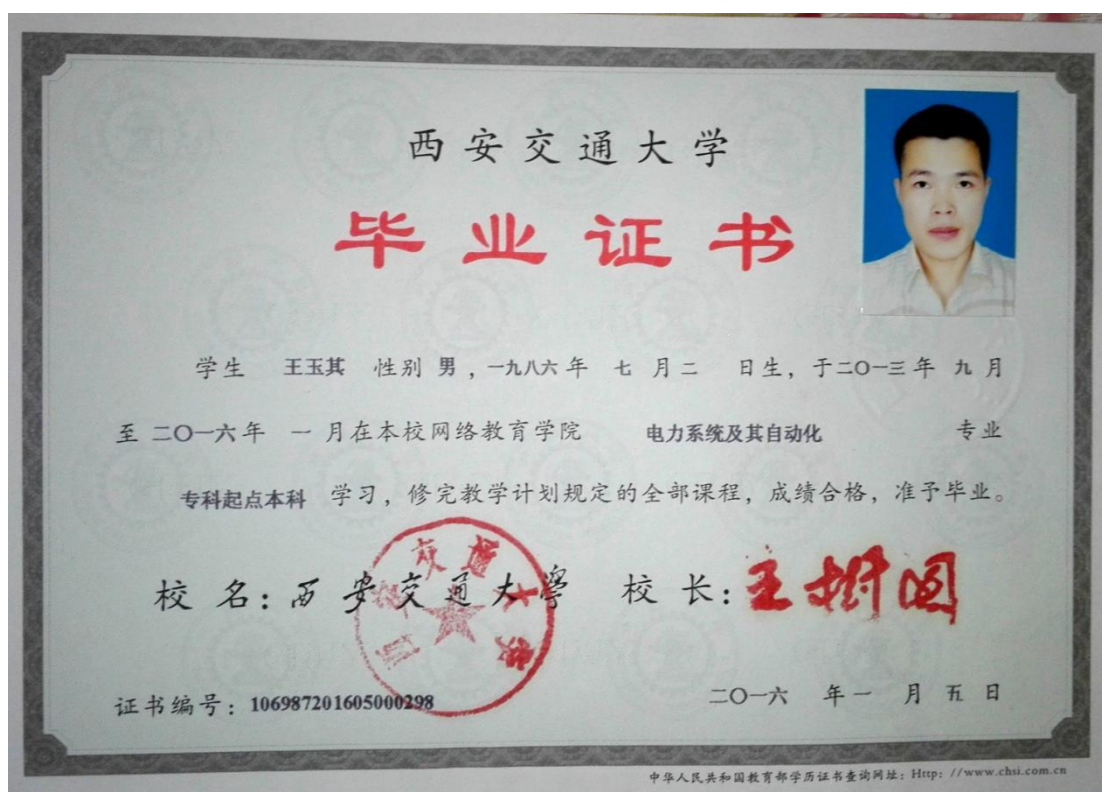 西安交通大学
毕业证书
学生 王玉其 性别 男，一九八六年 七 月二 日生，于二〇一三年 九 月
至 二〇一六年 一 月在本校网络教育学院 电力系统及其自动化 专业
专科起点本科 学习，修完教学计划规定的全部课程，成绩合格，准予毕业。
校 名：西安交通大學 校 长：王树国
西安交通大學
证书编号：106987201605000298 二〇一六 年 一 月 五 日
中华人民共和国教育部学历证书查询网址：Http: //www.chsi.com.cn